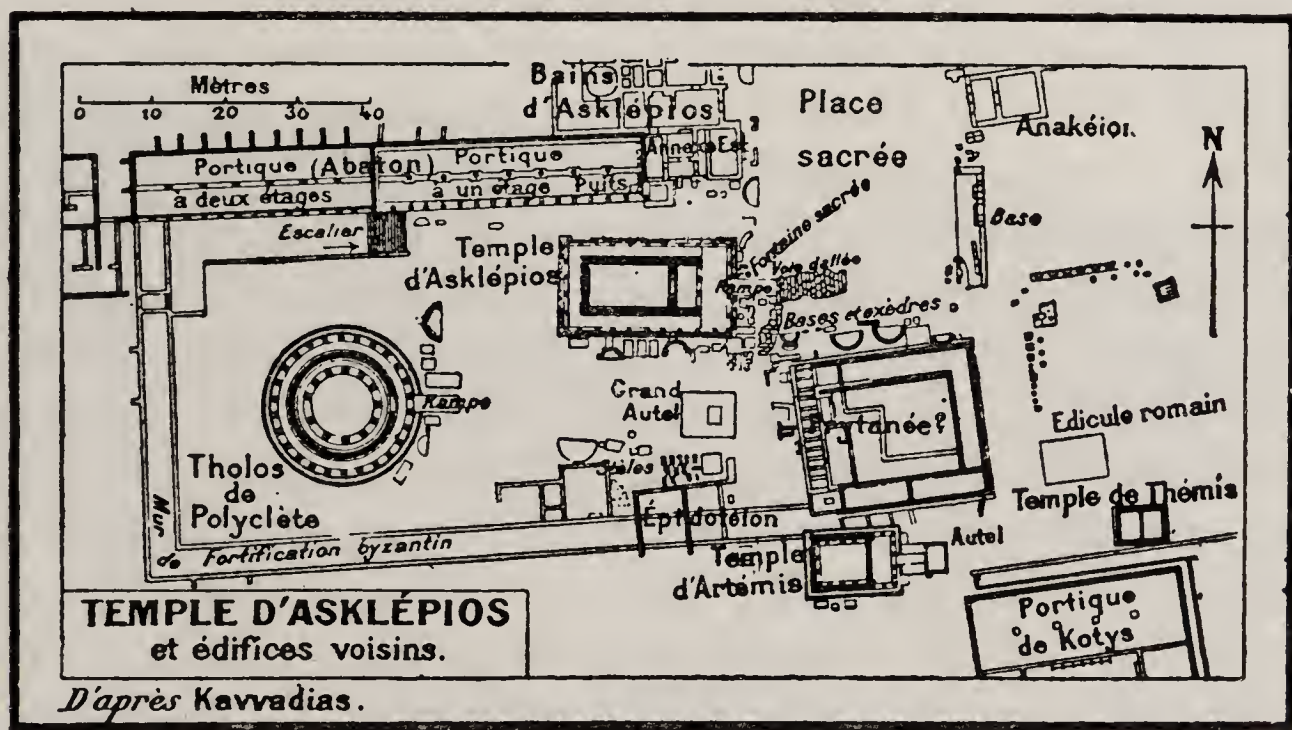 Mètres
0 10 20 30 40
Bains
d'Asklépios
Place
sacrée
Anakéion
N
Portique (Abaton)
à deux étages
Portique
à un étage Puits
Annexe Est
Escalier
Temple
d'Asklépios
Fontaine sacrée
Voie dallée
Rampe
Base
Bases et exèdres
Rampe
Grand
Autel
Prytanée?
Edicule romain
Tholos
de
Polyclète
Stèles
Épidotéion
Temple de Thémis
Mur de Fortification byzantin
Temple
d'Artémis
Autel
Portique
de Kotys
TEMPLE D'ASKLÉPIOS
et édifices voisins.
D'après Kavvadias.